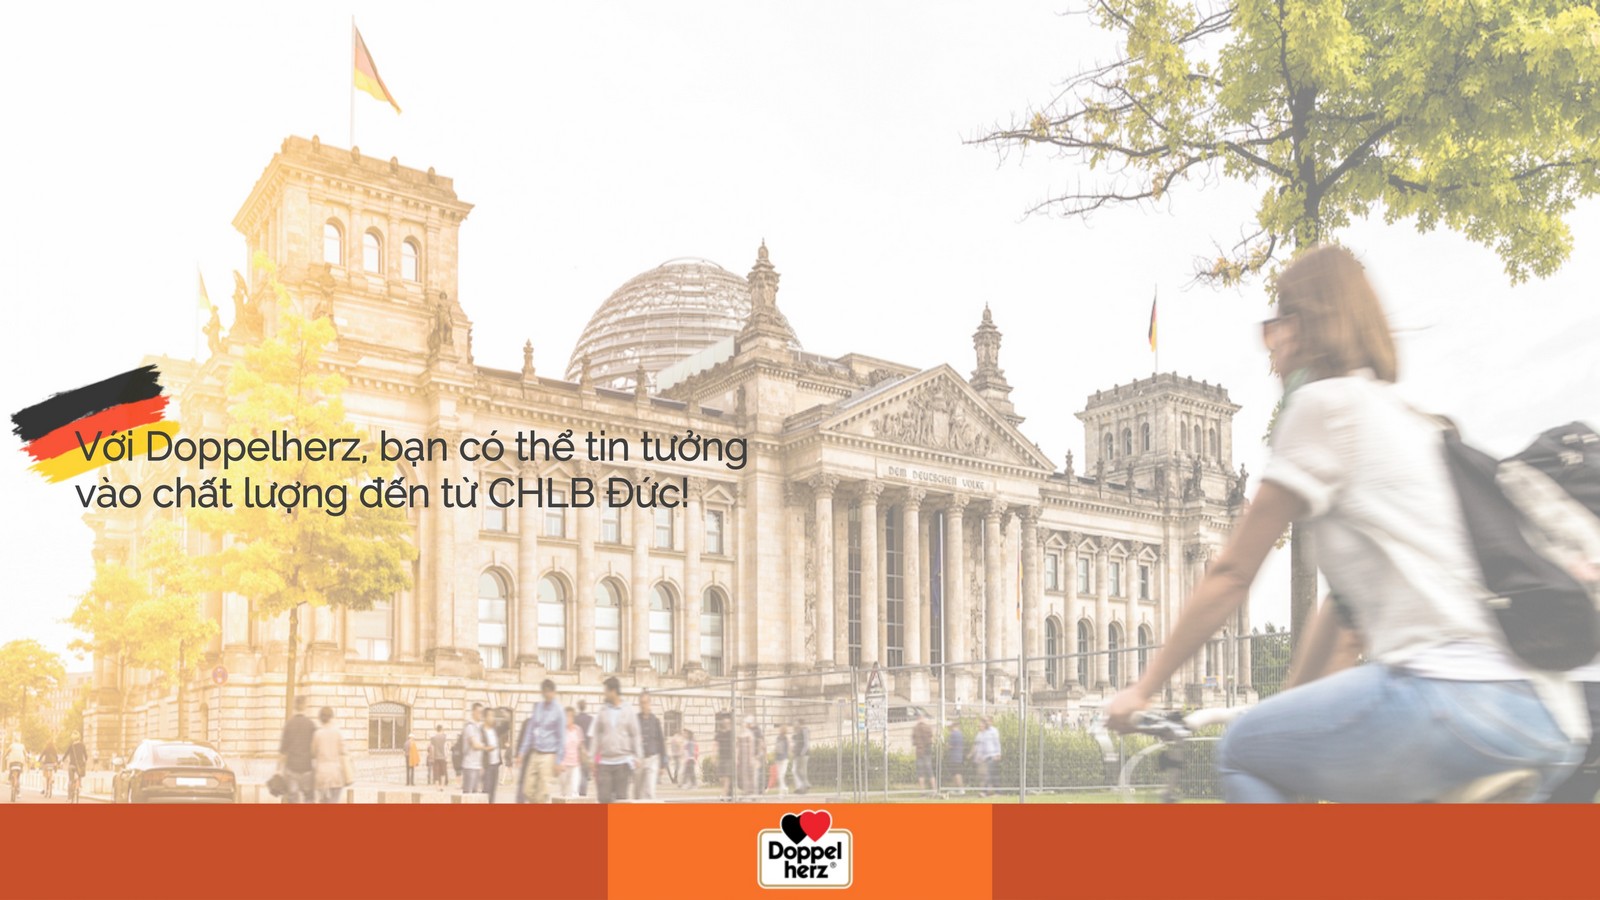 Với Doppelherz, bạn có thể tin tưởng
vào chất lượng đến từ CHLB Đức!
DEM DEUTSCHEN VOLKE
Doppel
herz®